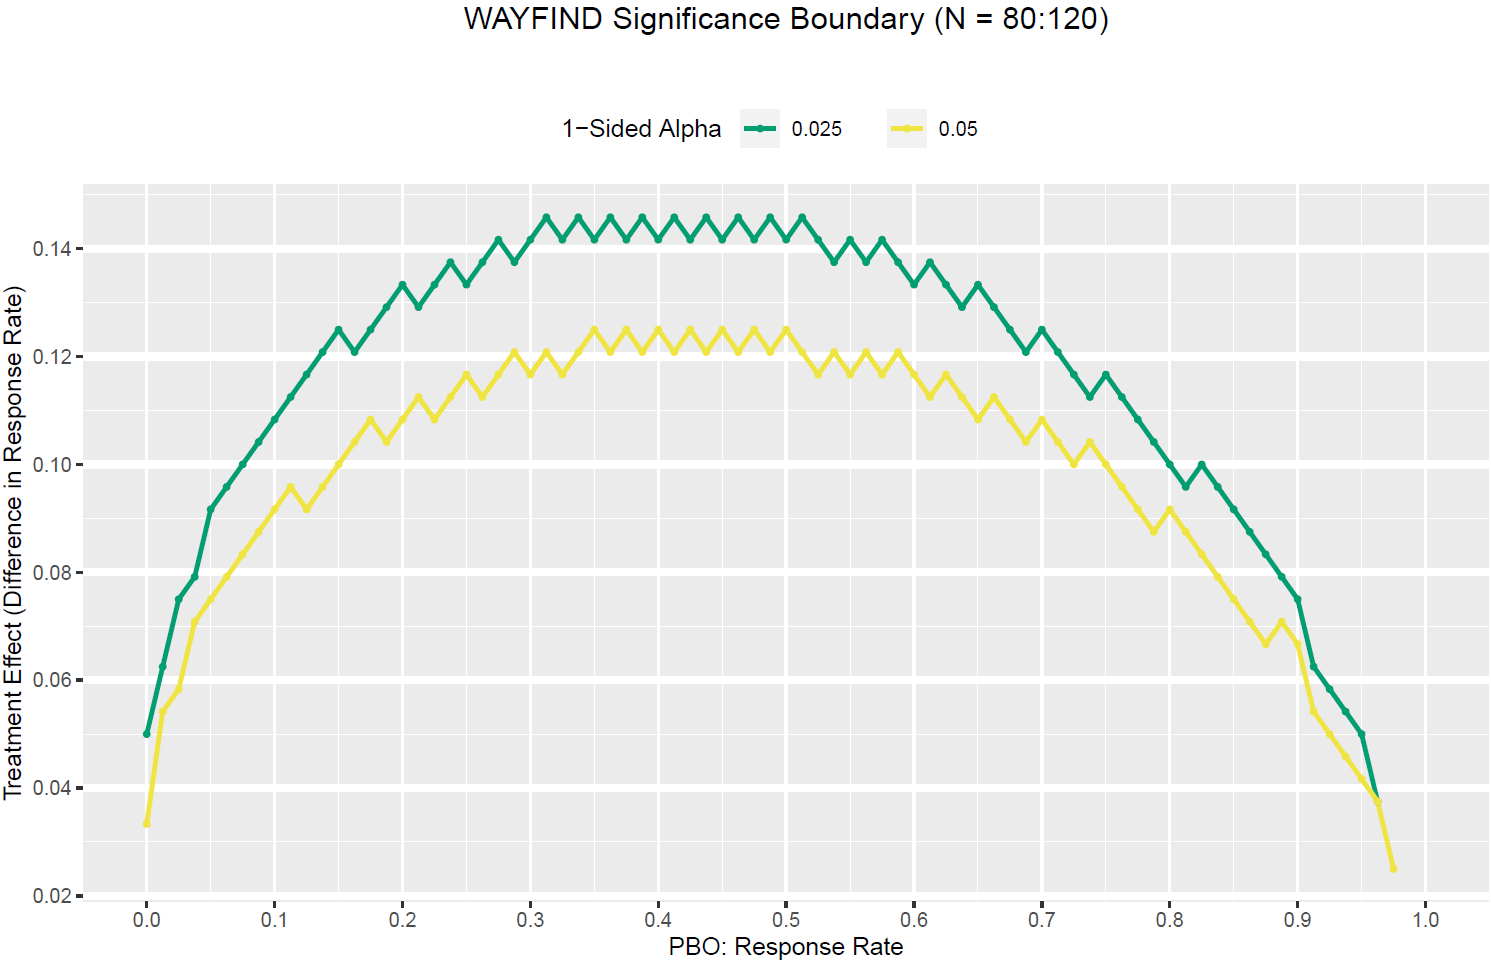 WAYFIND Significance Boundary (N = 80:120)
1−Sided Alpha 0.025 0.05
Treatment Effect (Difference in Response Rate)
0.14
0.12
0.10
0.08
0.06
0.04
0.02
0.0 0.1 0.2 0.3 0.4 0.5 0.6 0.7 0.8 0.9 1.0
PBO: Response Rate